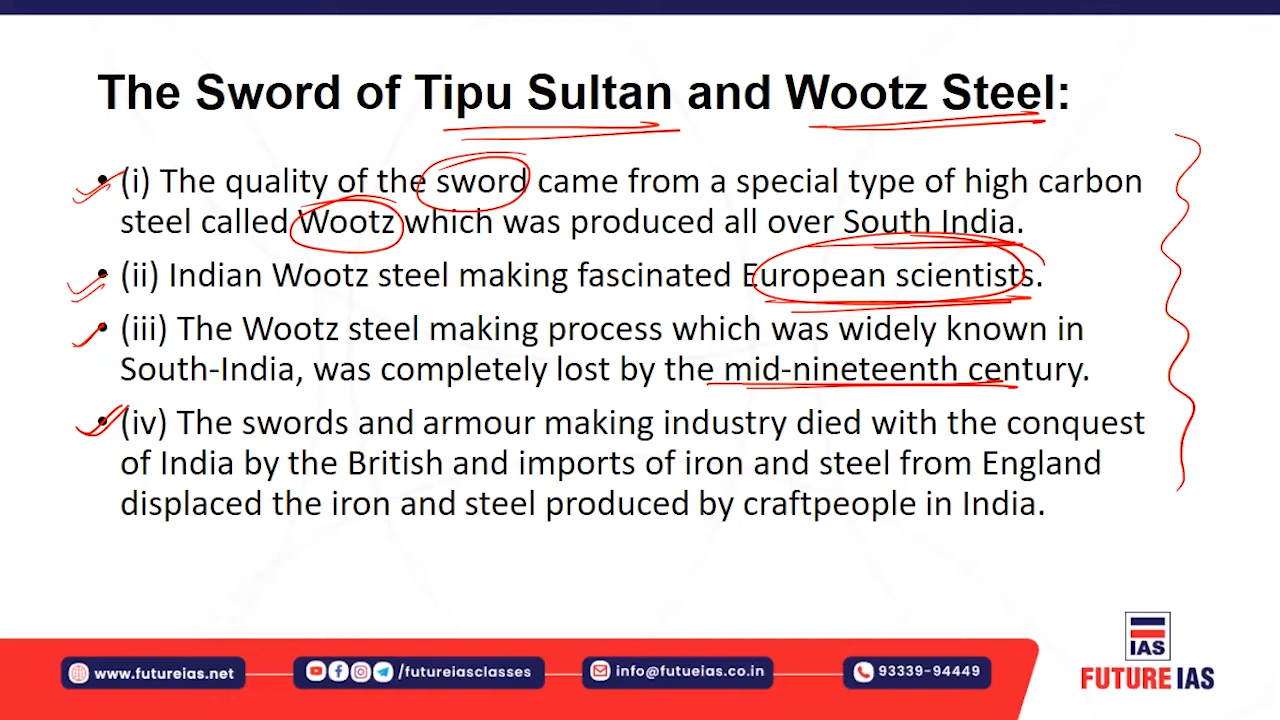 The Sword of Tipu Sultan and Wootz Steel:
• (i) The quality of the sword came from a special type of high carbon
steel called Wootz which was produced all over South India.
• (ii) Indian Wootz steel making fascinated European scientists.
• (iii) The Wootz steel making process which was widely known in
South-India, was completely lost by the mid-nineteenth century.
• (iv) The swords and armour making industry died with the conquest
of India by the British and imports of iron and steel from England
displaced the iron and steel produced by craftpeople in India.
IAS
FUTURE IAS
www.futureias.net
/futureiasclasses
info@futueias.co.in
93339-94449